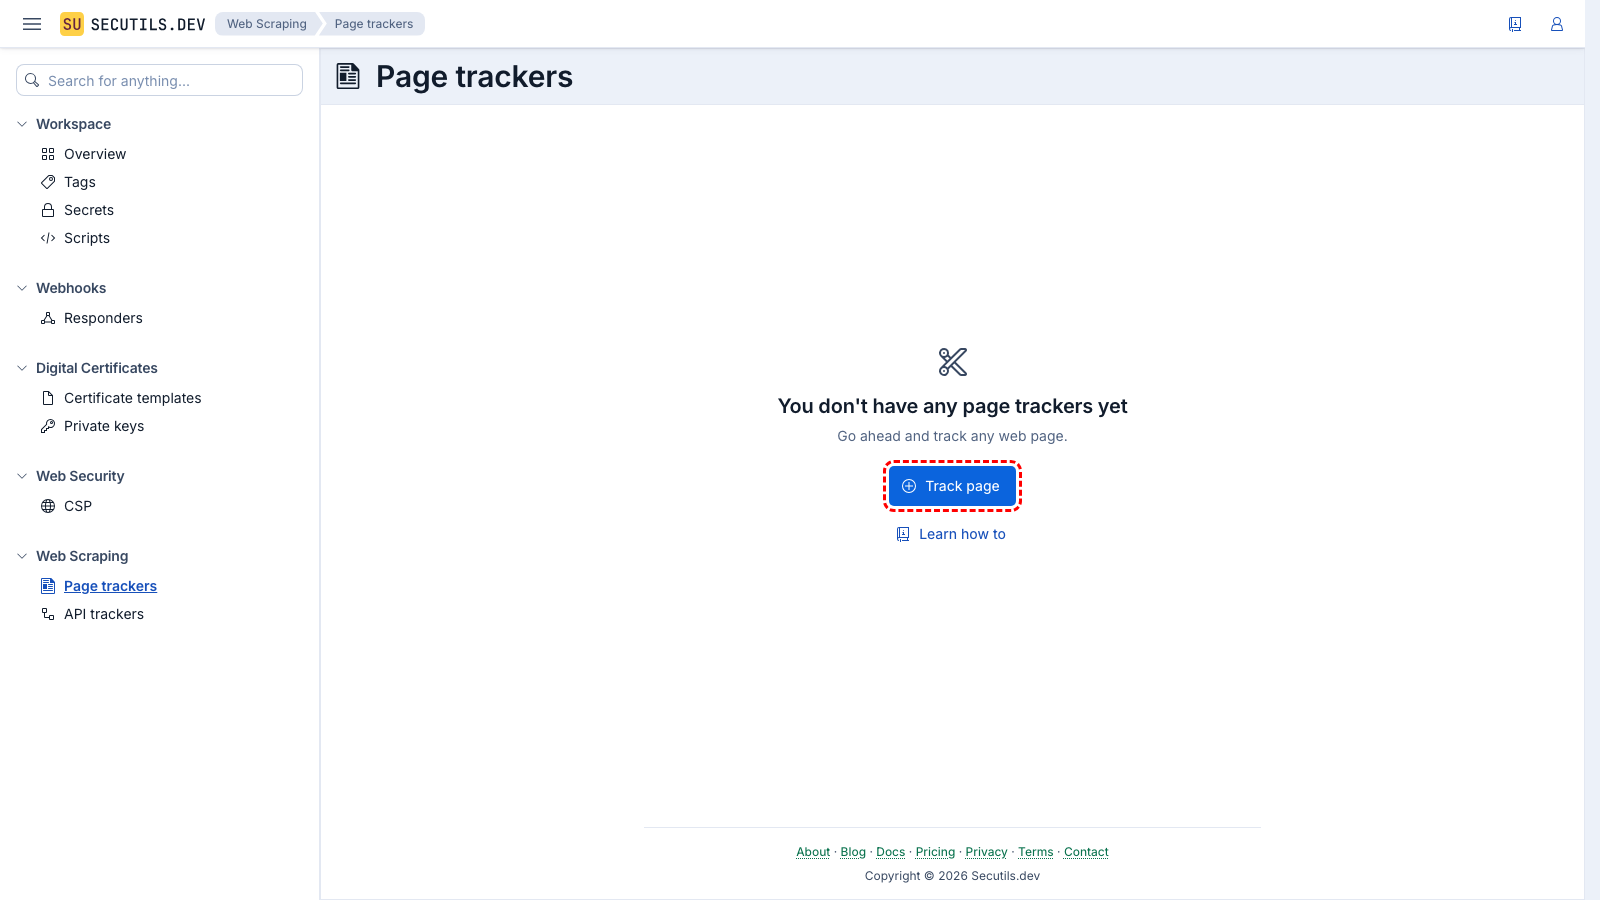 SU SECUTILS.DEV Web Scraping Page trackers
Search for anything...
Workspace
Overview
Tags
Secrets
Scripts
Webhooks
Responders
Digital Certificates
Certificate templates
Private keys
Web Security
CSP
Web Scraping
Page trackers
API trackers
Page trackers
You don't have any page trackers yet
Go ahead and track any web page.
Track page
Learn how to
About · Blog · Docs · Pricing · Privacy · Terms · Contact
Copyright © 2026 Secutils.dev